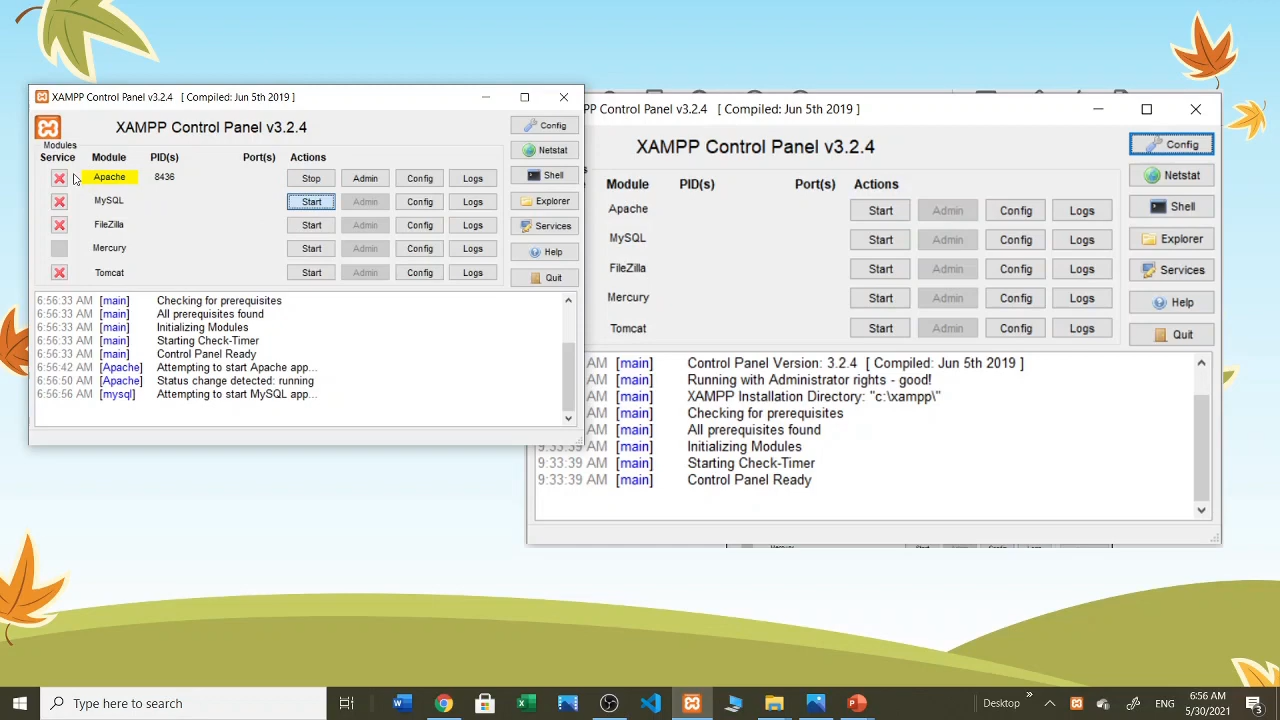 XAMPP Control Panel v3.2.4 [ Compiled: Jun 5th 2019 ]
XAMPP Control Panel v3.2.4
Config
Modules
Service Module PID(s) Port(s) Actions
Netstat
Apache 8436 Stop Admin Config Logs
Shell
MySQL Start Admin Config Logs
Explorer
FileZilla Start Admin Config Logs
Services
Mercury Start Admin Config Logs
Help
Tomcat Start Admin Config Logs
Quit
6:56:33 AM [main] Checking for prerequisites
6:56:33 AM [main] All prerequisites found
6:56:33 AM [main] Initializing Modules
6:56:33 AM [main] Starting Check-Timer
6:56:33 AM [main] Control Panel Ready
6:56:42 AM [Apache] Attempting to start Apache app...
6:56:50 AM [Apache] Status change detected: running
6:56:56 AM [mysql] Attempting to start MySQL app...
PP Control Panel v3.2.4 [ Compiled: Jun 5th 2019 ]
XAMPP Control Panel v3.2.4
Config
Module PID(s) Port(s) Actions
Netstat
Apache Start Admin Config Logs
Shell
MySQL Start Admin Config Logs
Explorer
FileZilla Start Admin Config Logs
Services
Mercury Start Admin Config Logs
Help
Tomcat Start Admin Config Logs
Quit
AM [main] Control Panel Version: 3.2.4 [ Compiled: Jun 5th 2019 ]
AM [main] Running with Administrator rights - good!
AM [main] XAMPP Installation Directory: "c:\xampp\"
AM [main] Checking for prerequisites
AM [main] All prerequisites found
9:33:39 AM [main] Initializing Modules
9:33:39 AM [main] Starting Check-Timer
9:33:39 AM [main] Control Panel Ready
Type here to search
Desktop
ENG
6:56 AM
5/30/2021
3